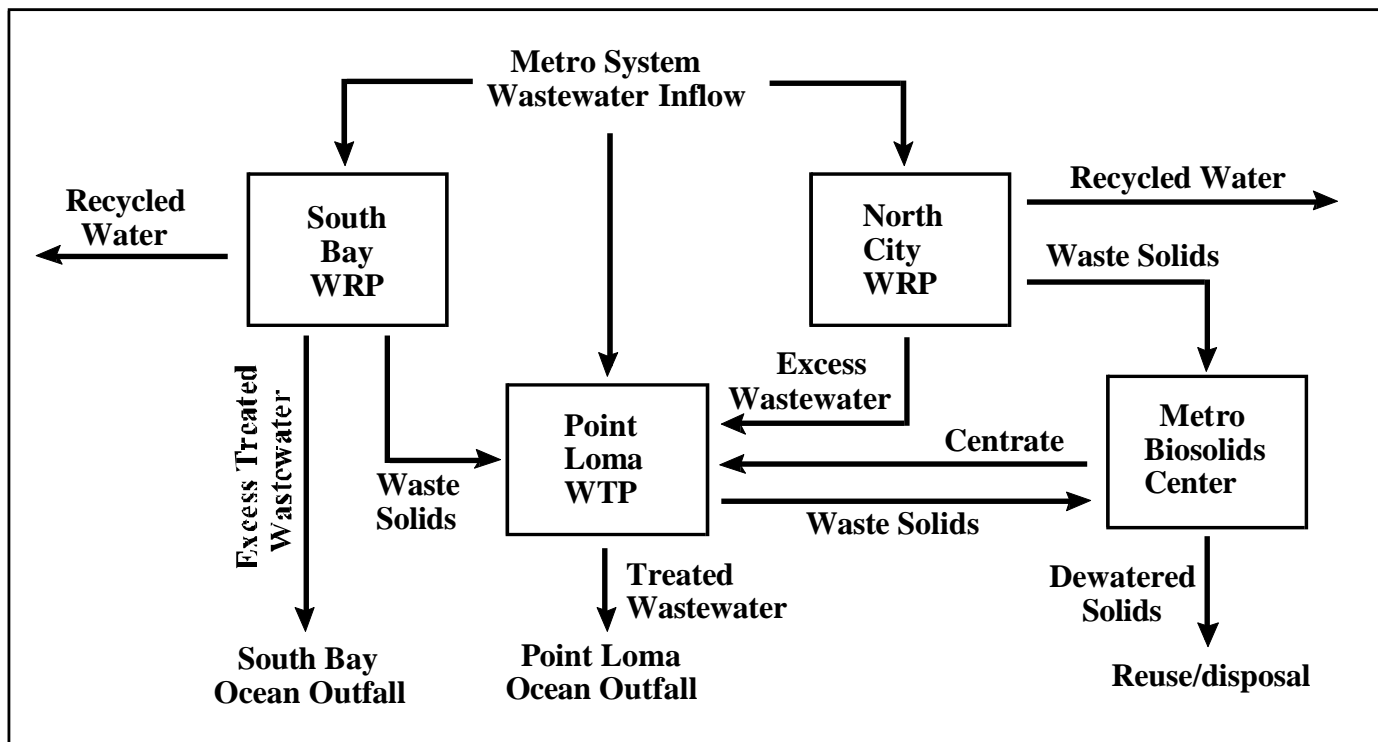 Metro System
Wastewater Inflow
Recycled
Water
South
Bay
WRP
North
City
WRP
Recycled Water
Waste Solids
Excess Treated
Wastewater
Waste
Solids
Point
Loma
WTP
Excess
Wastewater
Centrate
Waste Solids
Metro
Biosolids
Center
Treated
Wastewater
Dewatered
Solids
South Bay
Ocean Outfall
Point Loma
Ocean Outfall
Reuse/disposal